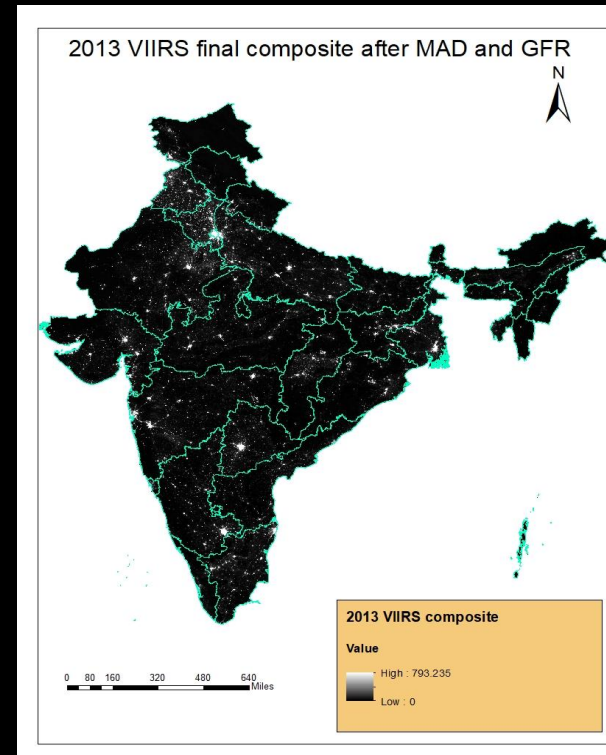 2013 VIIRS final composite after MAD and GFR
N
2013 VIIRS composite
Value
High : 793.235
Low : 0
0 80 160 320 480 640
Miles